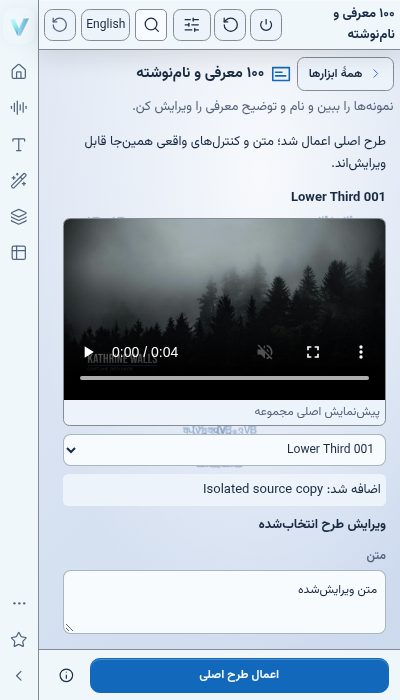 ۱۰۰ معرفی و
نام‌نوشته
English
همهٔ ابزارها
۱۰۰ معرفی و نام‌نوشته
نمونه‌ها را ببین و نام و توضیح معرفی را ویرایش کن.
طرح اصلی اعمال شد؛ متن و کنترل‌های واقعی همین‌جا قابل
ویرایش‌اند.
Lower Third 001
KATHRINE WALLS
0:00 / 0:04
پیش‌نمایش اصلی مجموعه
Lower Third 001
اضافه شد: Isolated source copy
ویرایش طرح انتخاب‌شده
متن
متن ویرایش‌شده
اعمال طرح اصلی